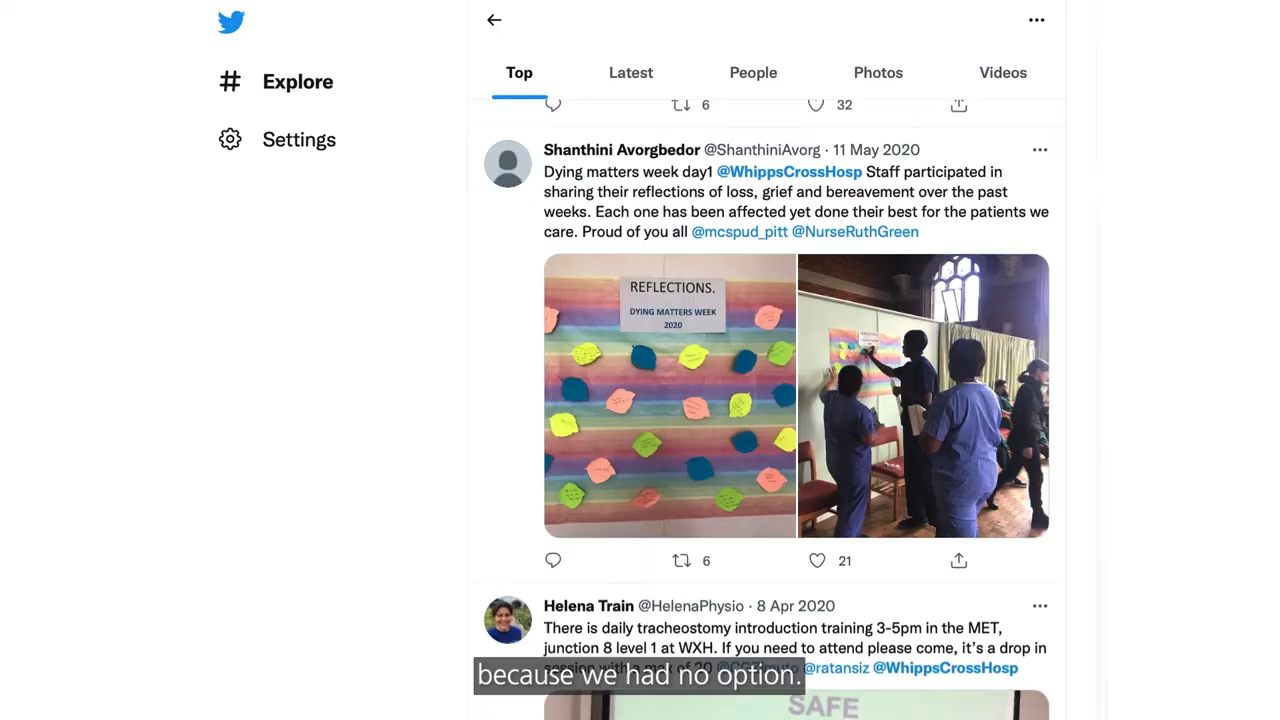 Explore
Settings
Top
Latest
People
Photos
Videos
6
32
Shanthini Avorgbedor @ShanthiniAvorg · 11 May 2020
Dying matters week day1 @WhippsCrossHosp Staff participated in
sharing their reflections of loss, grief and bereavement over the past
weeks. Each one has been affected yet done their best for the patients we
care. Proud of you all @mcspud_pitt @NurseRuthGreen
REFLECTIONS.
DYING MATTERS WEEK
2020
6
21
Helena Train @HelenaPhysio · 8 Apr 2020
There is daily tracheostomy introduction training 3-5pm in the MET,
junction 8 level 1 at WXH. If you need to attend please come, it's a drop in
session with a max of 20 @ratansiz @WhippsCrossHosp
because we had no option.
SAFE